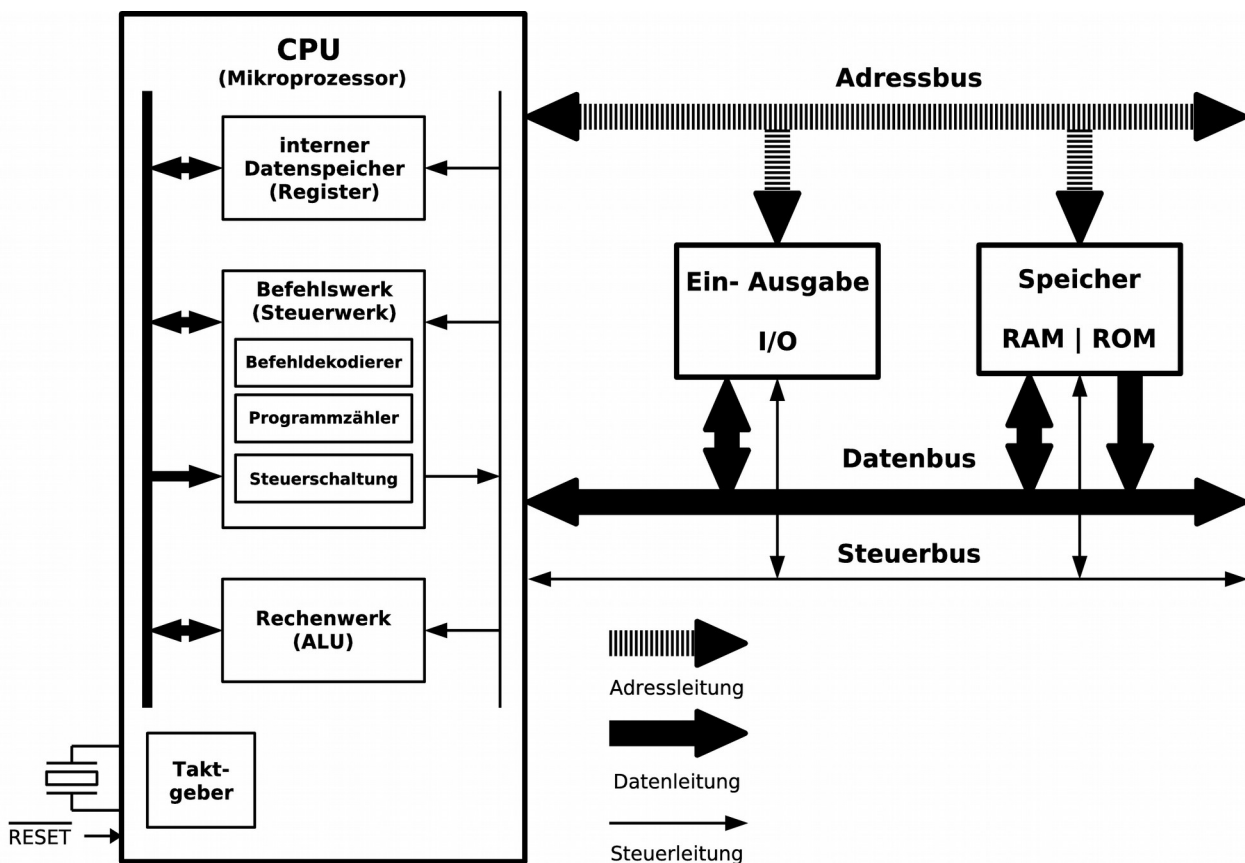 CPU
(Mikroprozessor)
interner
Datenspeicher
(Register)
Befehlswerk
(Steuerwerk)
Befehldekodierer
Programmzähler
Steuerschaltung
Rechenwerk
(ALU)
Takt-
geber
RESET
Adressbus
Ein- Ausgabe
I/O
Speicher
RAM | ROM
Datenbus
Steuerbus
Adressleitung
Datenleitung
Steuerleitung